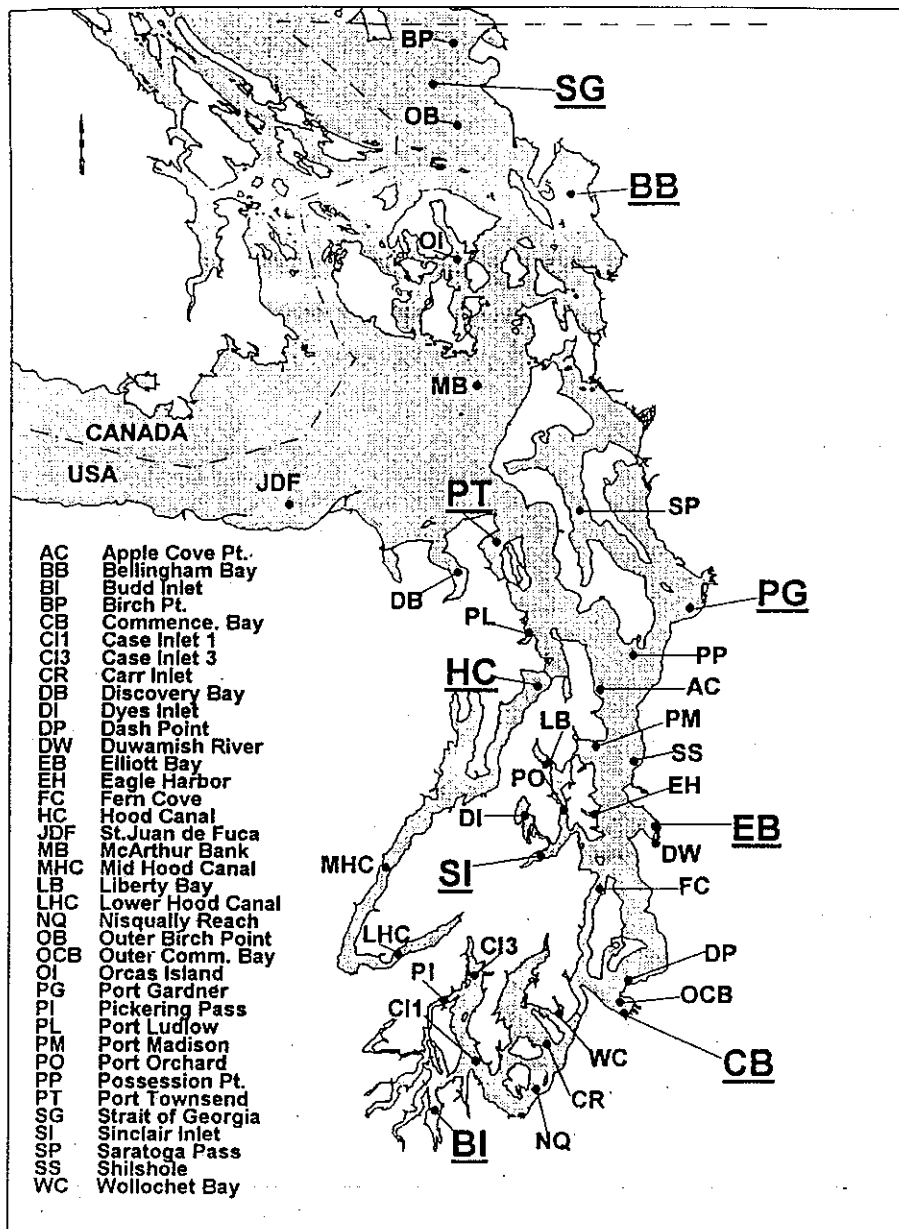 BP
SG
OB
BB
OI
MB
CANADA
USA
JDF
PT
SP
DB
PG
PL
PP
HC
AC
LB
PM
SS
PO
EH
DI
EB
MHC
SI
DW
FC
LHC
CI3
PI
DP
CI1
OCB
WC
CB
CR
BI
NQ
AC Apple Cove Pt.
BB Bellingham Bay
BI Budd Inlet
BP Birch Pt.
CB Commence. Bay
CI1 Case Inlet 1
CI3 Case Inlet 3
CR Carr Inlet
DB Discovery Bay
DI Dyes Inlet
DP Dash Point
DW Duwamish River
EB Elliott Bay
EH Eagle Harbor
FC Fern Cove
HC Hood Canal
JDF St.Juan de Fuca
MB McArthur Bank
MHC Mid Hood Canal
LB Liberty Bay
LHC Lower Hood Canal
NQ Nisqually Reach
OB Outer Birch Point
OCB Outer Comm. Bay
OI Orcas Island
PG Port Gardner
PI Pickering Pass
PL Port Ludlow
PM Port Madison
PO Port Orchard
PP Possession Pt.
PT Port Townsend
SG Strait of Georgia
SI Sinclair Inlet
SP Saratoga Pass
SS Shilshole
WC Wollochet Bay